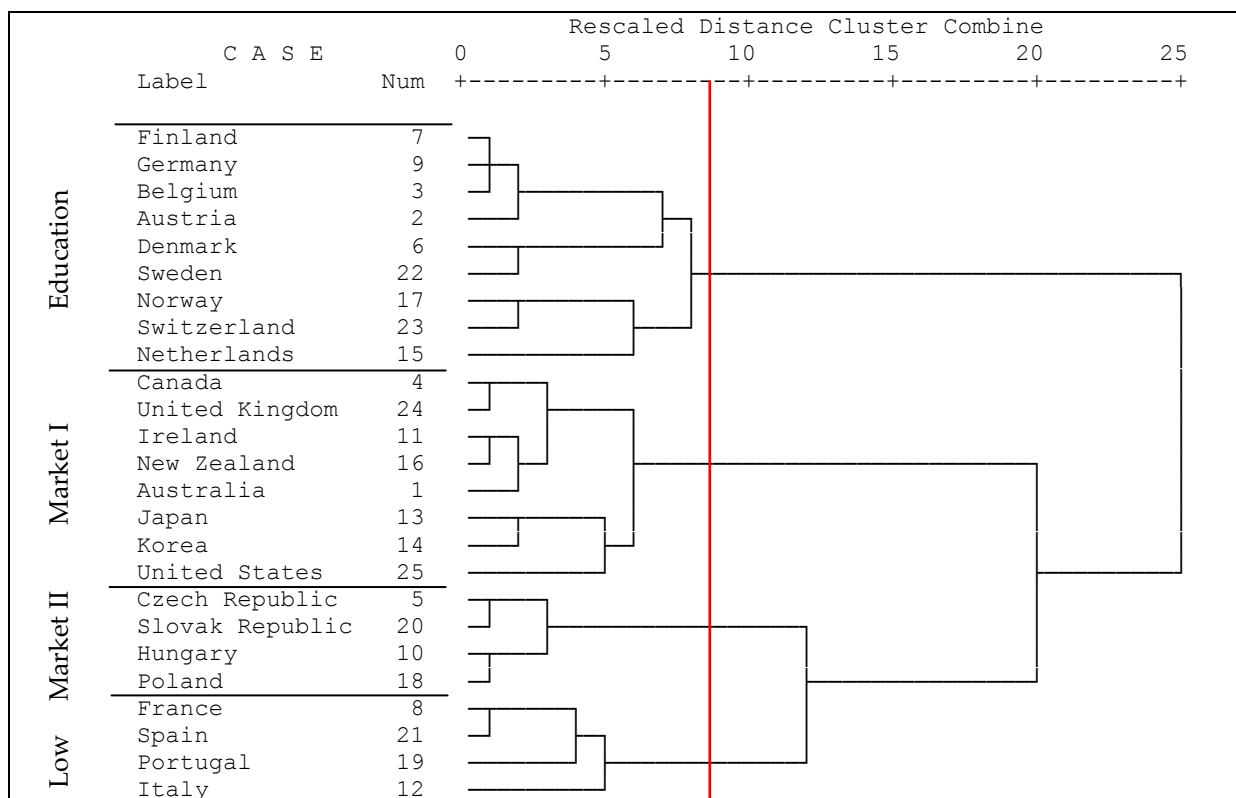 Rescaled Distance Cluster Combine
C A S E 0 5 10 15 20 25
Label Num +---------+---------+---------+---------+---------+
Education
Finland 7
Germany 9
Belgium 3
Austria 2
Denmark 6
Sweden 22
Norway 17
Switzerland 23
Netherlands 15
Market I
Canada 4
United Kingdom 24
Ireland 11
New Zealand 16
Australia 1
Japan 13
Korea 14
United States 25
Market II
Czech Republic 5
Slovak Republic 20
Hungary 10
Poland 18
Low
France 8
Spain 21
Portugal 19
Italy 12